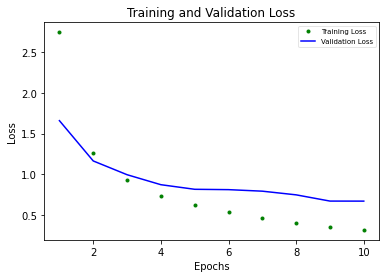 Training and Validation Loss
Training Loss
Validation Loss
2.5
2.0
1.5
1.0
0.5
Loss
2 4 6 8 10
Epochs